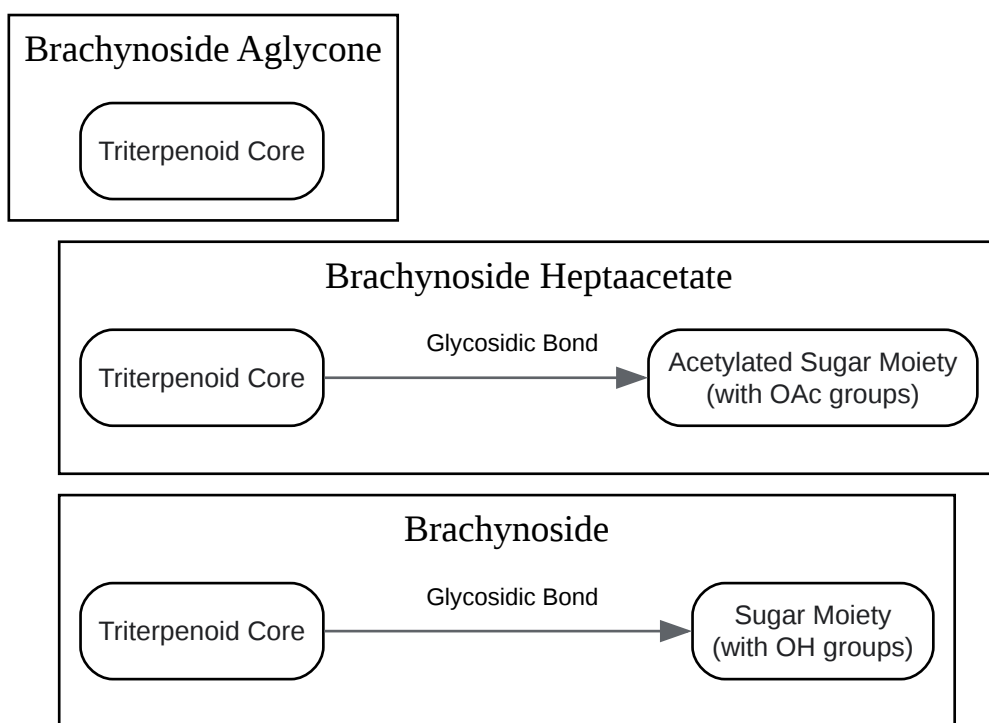 Brachynoside Aglycone
Triterpenoid Core
Brachynoside Heptaacetate
Triterpenoid Core
Glycosidic Bond
Acetylated Sugar Moiety
(with OAc groups)
Brachynoside
Triterpenoid Core
Glycosidic Bond
Sugar Moiety
(with OH groups)